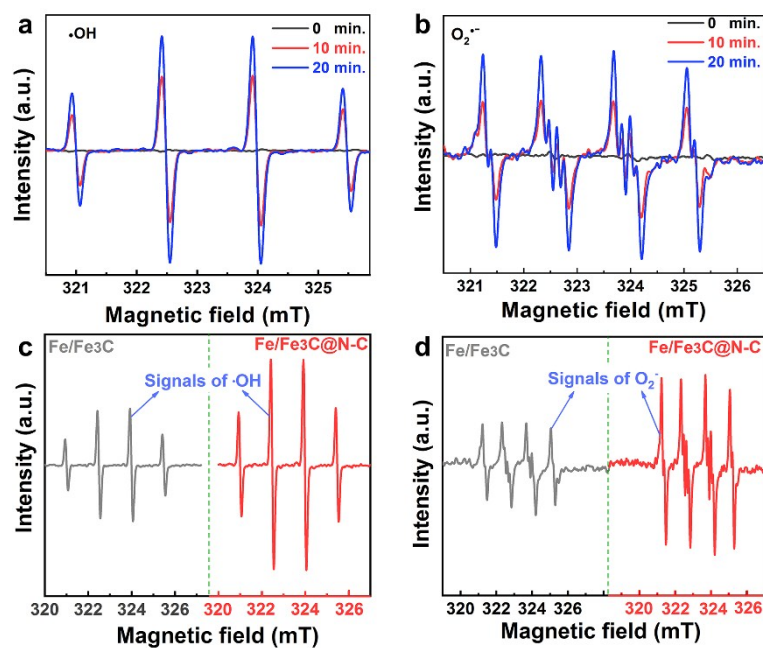 a
•OH
0 min.
10 min.
20 min.
Intensity (a.u.)
321 322 323 324 325
Magnetic field (mT)
b
O₂•⁻
0 min.
10 min.
20 min.
Intensity (a.u.)
321 322 323 324 325 326
Magnetic field (mT)
c
Fe/Fe₃C
Fe/Fe₃C@N-C
Signals of ·OH
Intensity (a.u.)
320 322 324 326 320 322 324 326
Magnetic field (mT)
d
Fe/Fe₃C
Fe/Fe₃C@N-C
Signals of O₂⁻
Intensity (a.u.)
320 322 324 326 320 322 324 326
Magnetic field (mT)